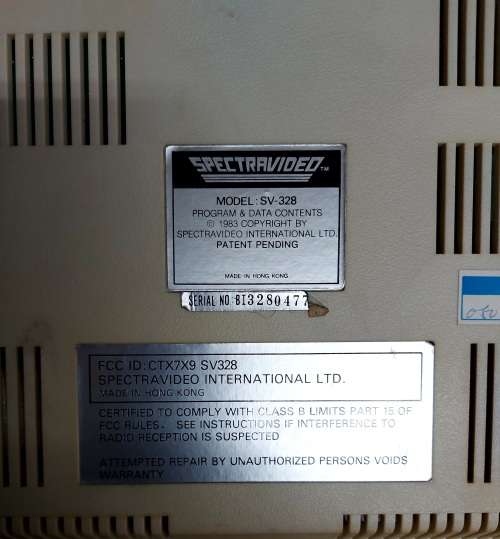 SPECTRAVIDEO™
MODEL: SV-328
PROGRAM & DATA CONTENTS
© 1983 COPYRIGHT BY
SPECTRAVIDEO INTERNATIONAL LTD.
PATENT PENDING
MADE IN HONG KONG
SERIAL NO. BI3280477
FCC ID: CTX7X9 SV328
SPECTRAVIDEO INTERNATIONAL LTD.
MADE IN HONG KONG
CERTIFIED TO COMPLY WITH CLASS B LIMITS PART 15 OF
FCC RULES. SEE INSTRUCTIONS IF INTERFERENCE TO
RADIO RECEPTION IS SUSPECTED
ATTEMPTED REPAIR BY UNAUTHORIZED PERSONS VOIDS
WARRANTY